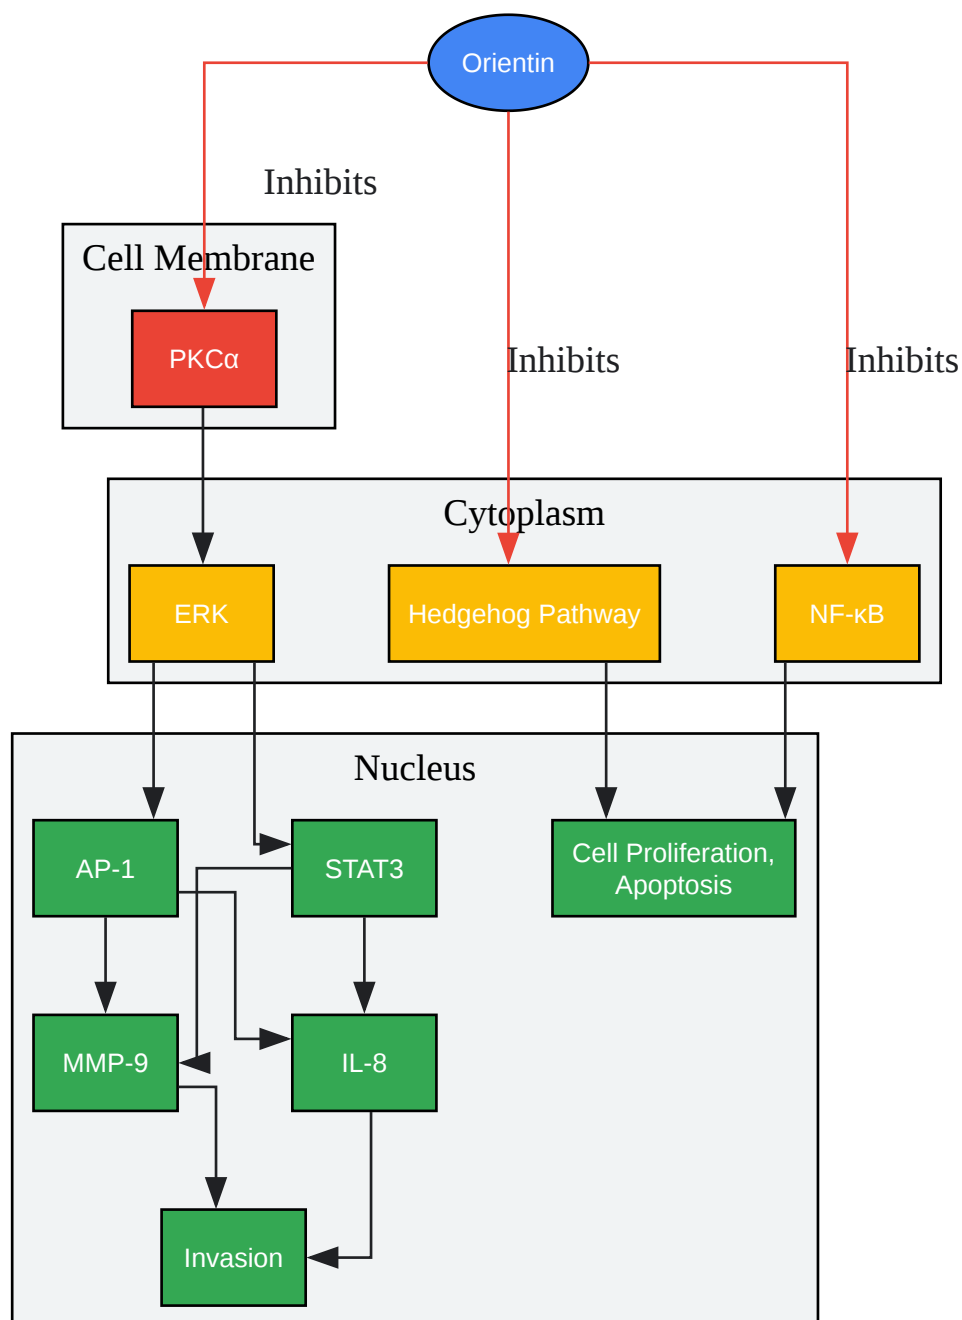 Orientin
Inhibits
Cell Membrane
PKCα
Inhibits
Inhibits
Cytoplasm
ERK
Hedgehog Pathway
NF-κB
Nucleus
AP-1
STAT3
Cell Proliferation,
Apoptosis
MMP-9
IL-8
Invasion